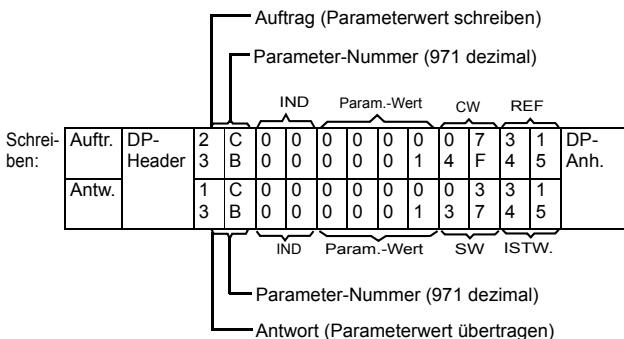 Auftrag (Parameterwert schreiben)
Parameter-Nummer (971 dezimal)
IND Param.-Wert CW REF
Schrei- Auftr. DP- 2 C 0 0 0 0 0 0 0 7 3 1 DP-
ben: Header 3 B 0 0 0 0 0 1 4 F 4 5 Anh.
Antw. 1 C 0 0 0 0 0 0 0 3 3 1
3 B 0 0 0 0 0 1 3 7 4 5
IND Param.-Wert SW ISTW.
Parameter-Nummer (971 dezimal)
Antwort (Parameterwert übertragen)